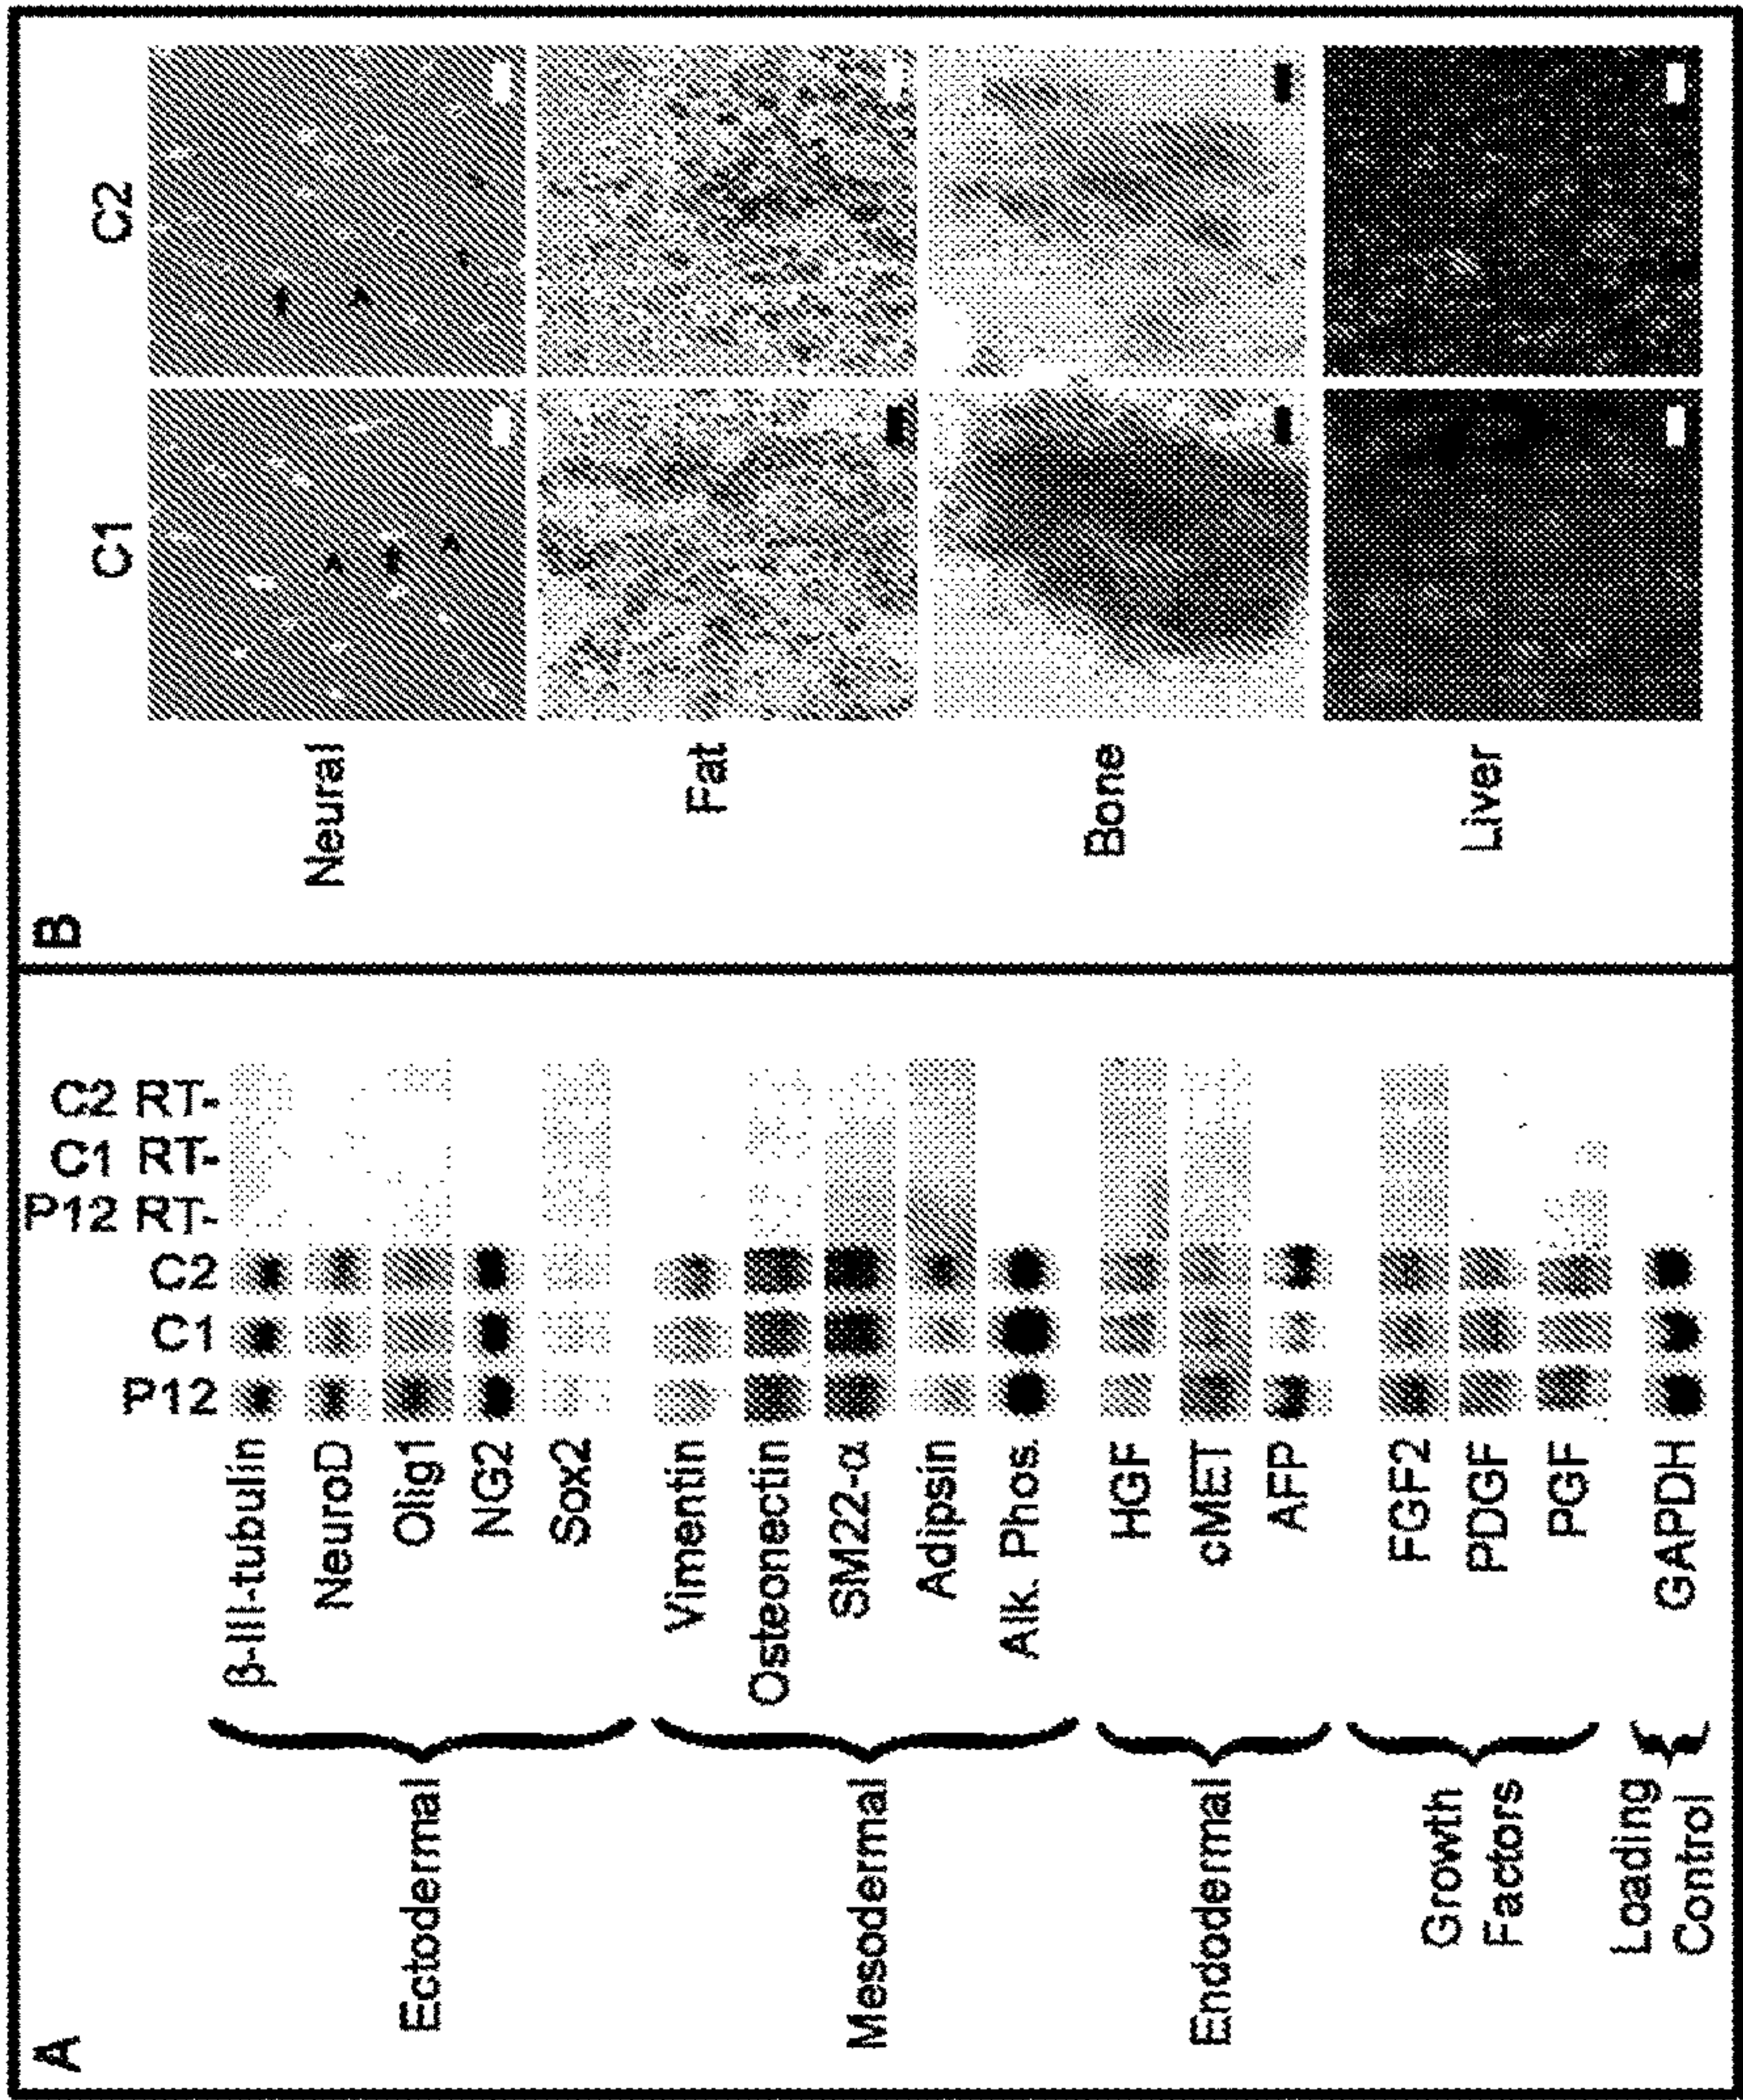 A
P12 C1 C2 P12 RT- C1 RT- C2 RT-
Ectodermal
β-III-tubulin
NeuroD
Olig1
NG2
Sox2
Mesodermal
Vimentin
Osteonectin
SM22-α
Adipsin
Alk. Phos.
Endodermal
HGF
cMET
AFP
Growth
Factors
FGF2
PDGF
PGF
Loading
Control
GAPDH
B
C1 C2
Neural
Fat
Bone
Liver